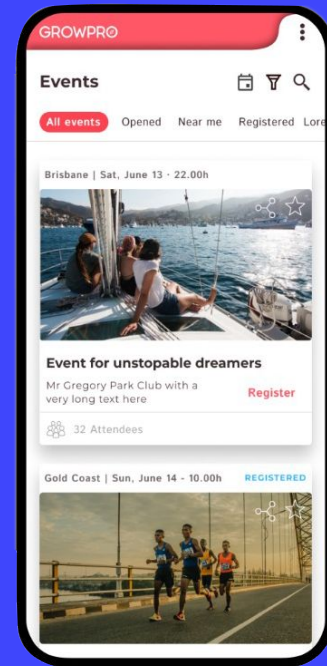 GROWPRO
Events
All events Opened Near me Registered Lore
Brisbane | Sat, June 13 · 22.00h
Event for unstopable dreamers
Mr Gregory Park Club with a
very long text here
Register
32 Attendees
Gold Coast | Sun, June 14 - 10.00h REGISTERED